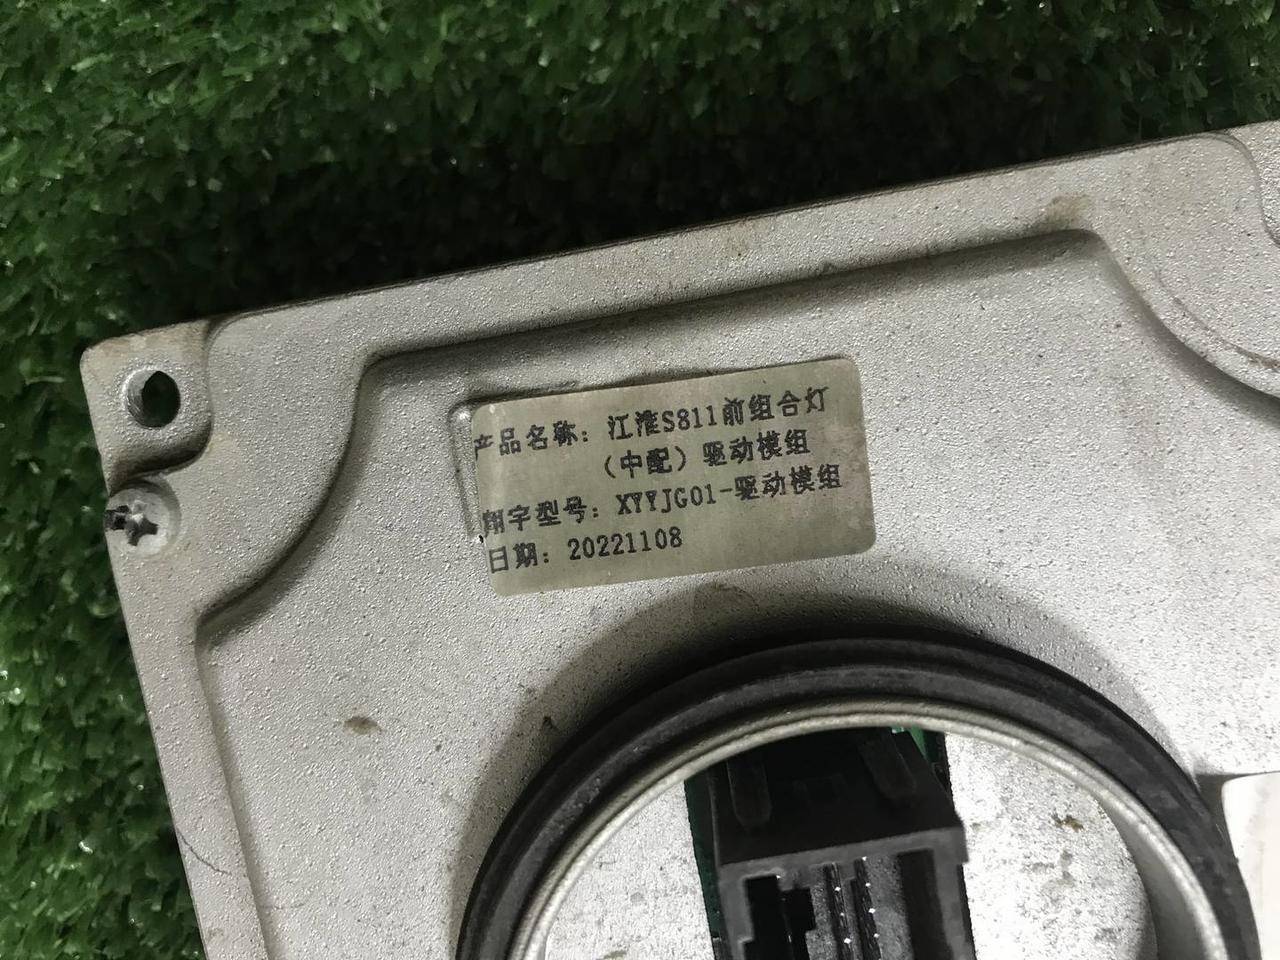 产品名称：江淮S811前组合灯
（中配）驱动模组
翔宇型号：XYYJG01-驱动模组
日期：20221108